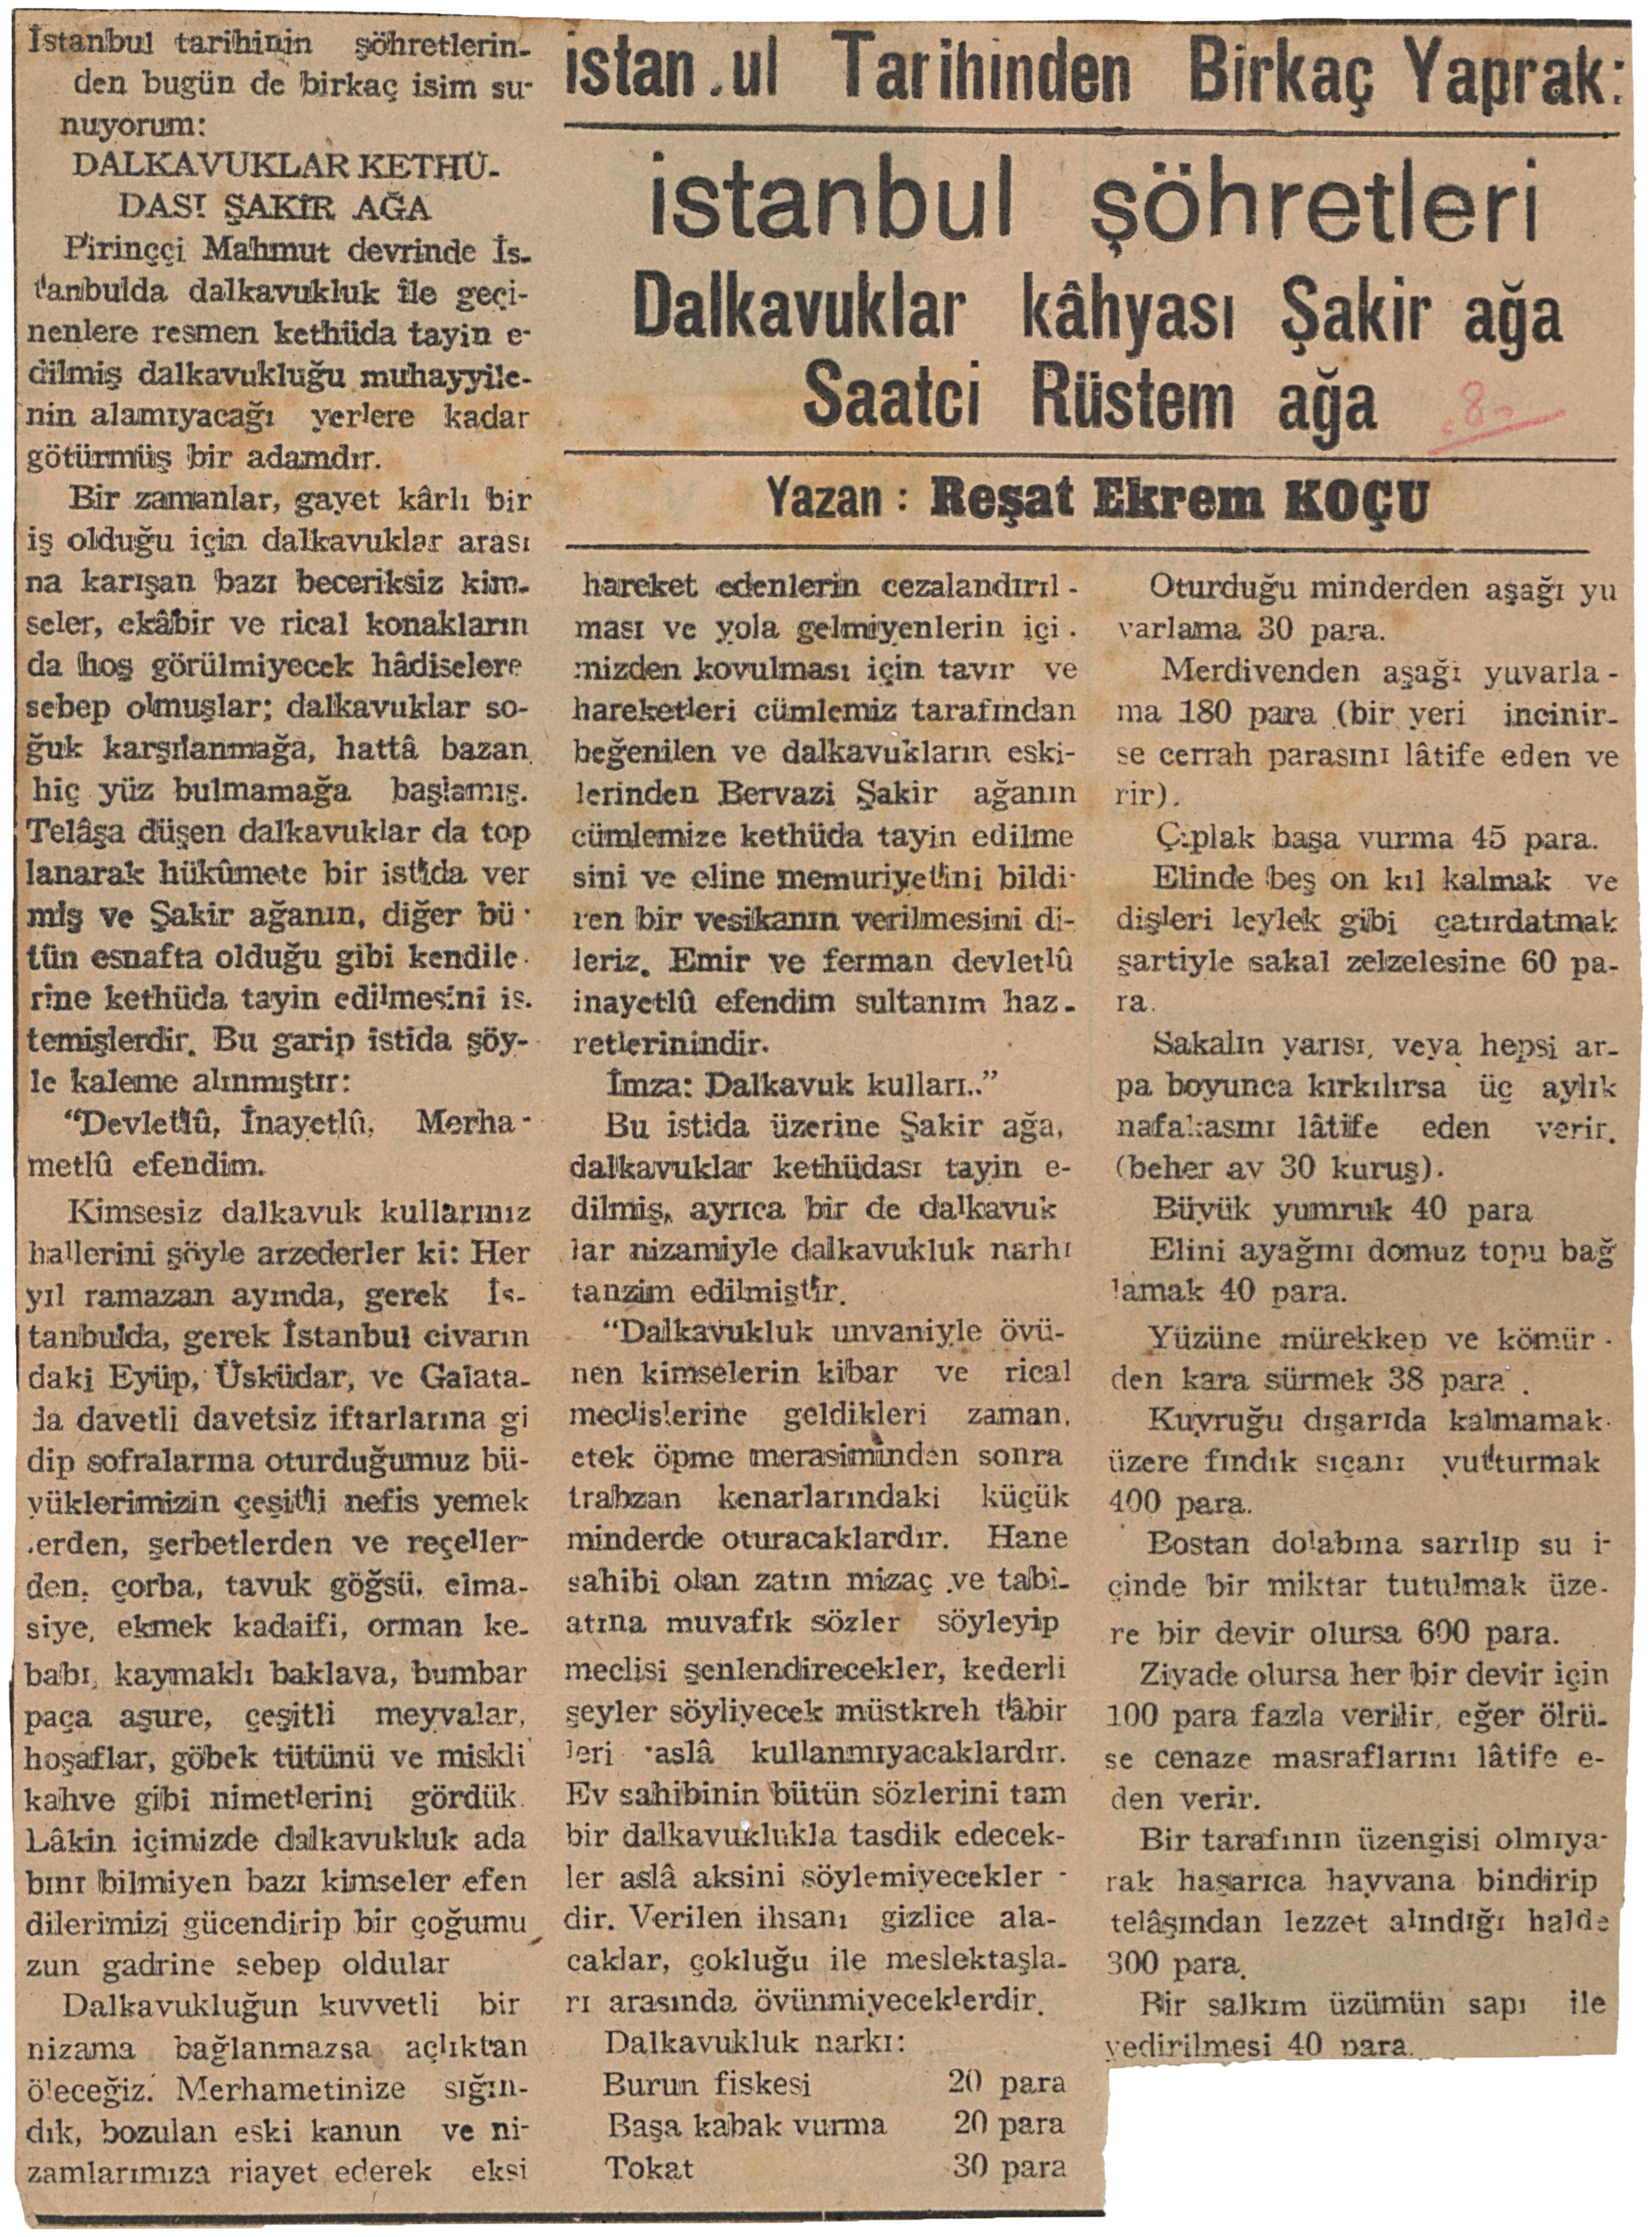 istan.ul Tarihinden Birkaç Yaprak:
istanbul şöhretleri
Dalkavuklar kâhyası Şakir ağa
Saatci Rüstem ağa
.8.
Yazan : Reşat Ekrem KOÇU
İstanbul tarihinin şöhretlerin-
den bugün de birkaç isim su-
nuyorum:
DALKAVUKLAR KETHÜ-
DASI ŞAKİR AĞA
Pirinççi Mahmut devrinde İs-
tanbulda dalkavukluk ile geçi-
nenlere resmen kethüda tayin e-
dilmiş dalkavukluğu muhayyile-
nin alamıyacağı yerlere kadar
götürmüş bir adamdır.
Bir zamanlar, gayet kârlı bir
iş olduğu için dalkavuklar arası
na karışan bazı beceriksiz kim-
seler, ekâbir ve rical konakların
da hoş görülmiyecek hâdiselere
sebep olmuşlar; dalkavuklar so-
ğuk karşılanmağa, hattâ bazan
hiç yüz bulmamağa başlamış.
Telâşa düşen dalkavuklar da top
lanarak hükûmete bir istida ver
miş ve Şakir ağanın, diğer bü-
tün esnafta olduğu gibi kendile-
rine kethüda tayin edilmesini is-
temişlerdir. Bu garip istida şöy-
le kaleme alınmıştır:
“Devletlû, İnayetlû, Merha-
metlû efendim.
Kimsesiz dalkavuk kullarınız
hallerini şöyle arzederler ki: Her
yıl ramazan ayında, gerek İs-
tanbulda, gerek İstanbul civarın
daki Eyüp, Üsküdar, ve Galata-
da davetli davetsiz iftarlarına gi
dip sofralarına oturduğumuz bü-
yüklerimizin çeşitli nefis yemek
.erden, şerbetlerden ve reçeller-
den, çorba, tavuk göğsü, elma-
siye, ekmek kadaifi, orman ke-
babı, kaymaklı baklava, bumbar
paça aşure, çeşitli meyvalar,
hoşaflar, göbek tütünü ve miskli
kahve gibi nimetlerini gördük.
Lâkin içimizde dalkavukluk ada
bını bilmiyen bazı kimseler efen
dilerimizi gücendirip bir çoğumu
zun gadrine sebep oldular
Dalkavukluğun kuvvetli bir
nizama bağlanmazsa açlıktan
öleceğiz. Merhametinize sığın-
dık, bozulan eski kanun ve ni-
zamlarımıza riayet ederek eksi
hareket edenlerin cezalandırıl -
ması ve yola gelmiyenlerin içi-
mizden kovulması için tavır ve
hareketleri cümlemiz tarafından
beğenilen ve dalkavukların eski-
lerinden Bervazi Şakir ağanın
cümlemize kethüda tayin edilme
sini ve eline memuriyetini bildi-
ren bir vesikanın verilmesini di-
leriz. Emir ve ferman devletlû
inayetlû efendim sultanım haz-
retlerinindir.
İmza: Dalkavuk kulları..”
Bu istida üzerine Şakir ağa,
dalkavuklar kethüdası tayin e-
dilmiş, ayrıca bir de dalkavuk
lar nizamiyle dalkavukluk narhı
tanzim edilmiştir.
“Dalkavukluk unvaniyle övü-
nen kimselerin kibar ve rical
meclislerine geldikleri zaman,
etek öpme merasiminden sonra
trabzan kenarlarındaki küçük
minderde oturacaklardır. Hane
sahibi olan zatın mizaç ve tabi-
atına muvafık sözler söyleyip
meclisi şenlendirecekler, kederli
şeyler söyliyecek müstkreh tâbir
leri aslâ kullanmıyacaklardır.
Ev sahibinin bütün sözlerini tam
bir dalkavuklukla tasdik edecek-
ler aslâ aksini söylemiyecekler -
dir. Verilen ihsanı gizlice ala-
caklar, çokluğu ile meslektaşla-
rı arasında övünmiyeceklerdir.
Dalkavukluk narkı:
Burun fiskesi 20 para
Başa kabak vurma 20 para
Tokat 30 para
Oturduğu minderden aşağı yu
varlama 30 para.
Merdivenden aşağı yuvarla -
ma 180 para (bir yeri incinir-
se cerrah parasını lâtife eden ve
rir).
Çıplak başa vurma 45 para.
Elinde beş on kıl kalmak ve
dişleri leylek gibi çatırdatmak
şartiyle sakal zelzelesine 60 pa-
ra.
Sakalın yarısı, veya hepsi ar-
pa boyunca kırkılırsa üç aylık
nafakasını lâtife eden verir.
(beher ay 30 kuruş).
Büyük yumruk 40 para
Elini ayağını domuz topu bağ
lamak 40 para.
Yüzüne mürekkep ve kömür -
den kara sürmek 38 para .
Kuyruğu dışarıda kalmamak
üzere fındık sıçanı yutturmak
400 para.
Bostan dolabına sarılıp su i-
çinde bir miktar tutulmak üze-
re bir devir olursa 600 para.
Ziyade olursa her bir devir için
100 para fazla verilir, eğer ölrü-
se cenaze masraflarını lâtife e-
den verir.
Bir tarafının üzengisi olmıya-
rak haşarıca hayvana bindirip
telâşından lezzet alındığı halde
300 para.
Bir salkım üzümün sapı ile
yedirilmesi 40 para.